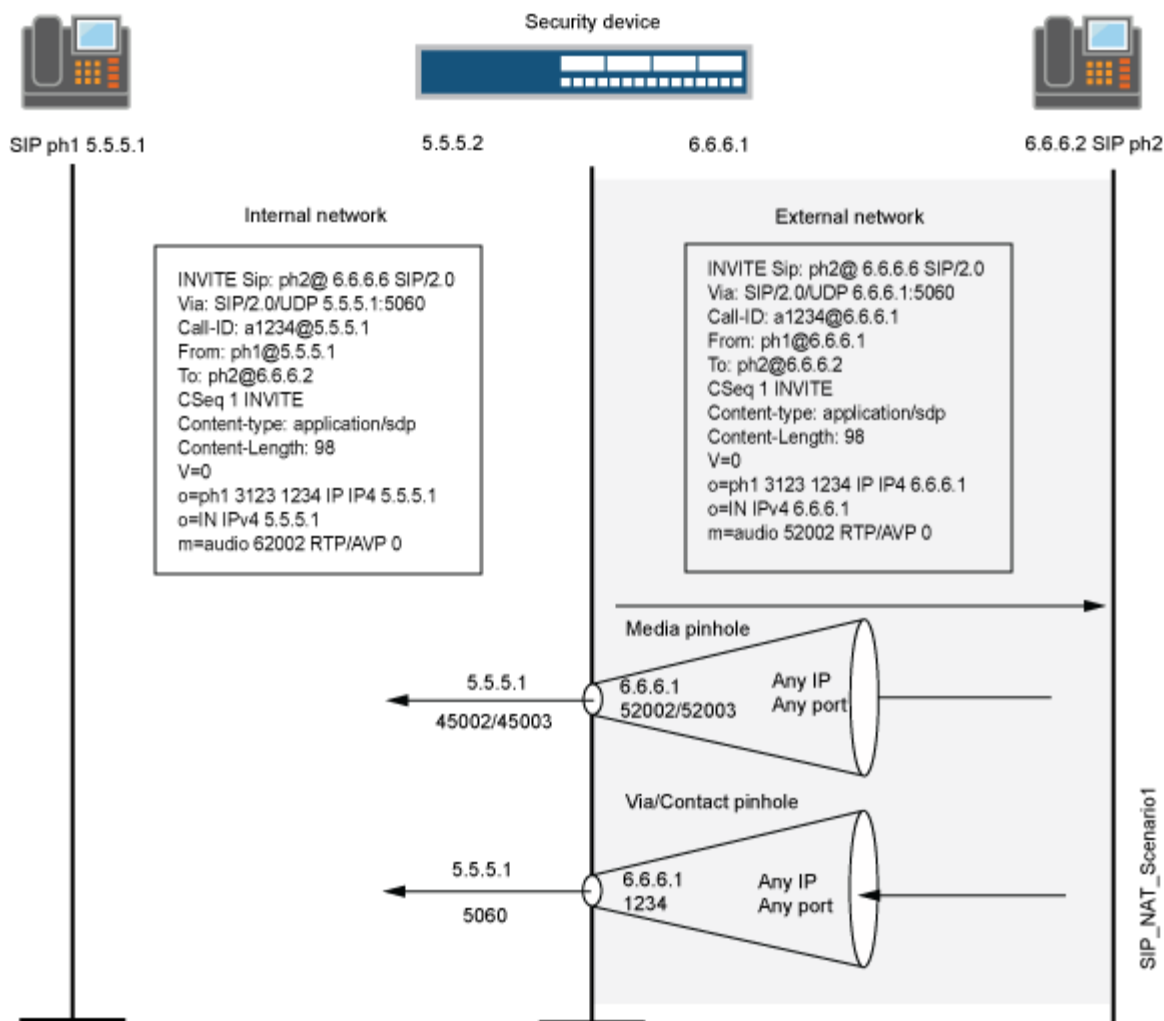 Security device
SIP ph1 5.5.5.1
5.5.5.2
6.6.6.1
6.6.6.2 SIP ph2
Internal network
INVITE Sip: ph2@ 6.6.6.6 SIP/2.0
Via: SIP/2.0/UDP 5.5.5.1:5060
Call-ID: a1234@5.5.5.1
From: ph1@5.5.5.1
To: ph2@6.6.6.2
CSeq 1 INVITE
Content-type: application/sdp
Content-Length: 98
V=0
o=ph1 3123 1234 IP IP4 5.5.5.1
o=IN IPv4 5.5.5.1
m=audio 62002 RTP/AVP 0
External network
INVITE Sip: ph2@ 6.6.6.6 SIP/2.0
Via: SIP/2.0/UDP 6.6.6.1:5060
Call-ID: a1234@6.6.6.1
From: ph1@6.6.6.1
To: ph2@6.6.6.2
CSeq 1 INVITE
Content-type: application/sdp
Content-Length: 98
V=0
o=ph1 3123 1234 IP IP4 6.6.6.1
o=IN IPv4 6.6.6.1
m=audio 52002 RTP/AVP 0
Media pinhole
5.5.5.1
45002/45003
6.6.6.1
52002/52003
Any IP
Any port
Via/Contact pinhole
5.5.5.1
5060
6.6.6.1
1234
Any IP
Any port
SIP_NAT_Scenario1